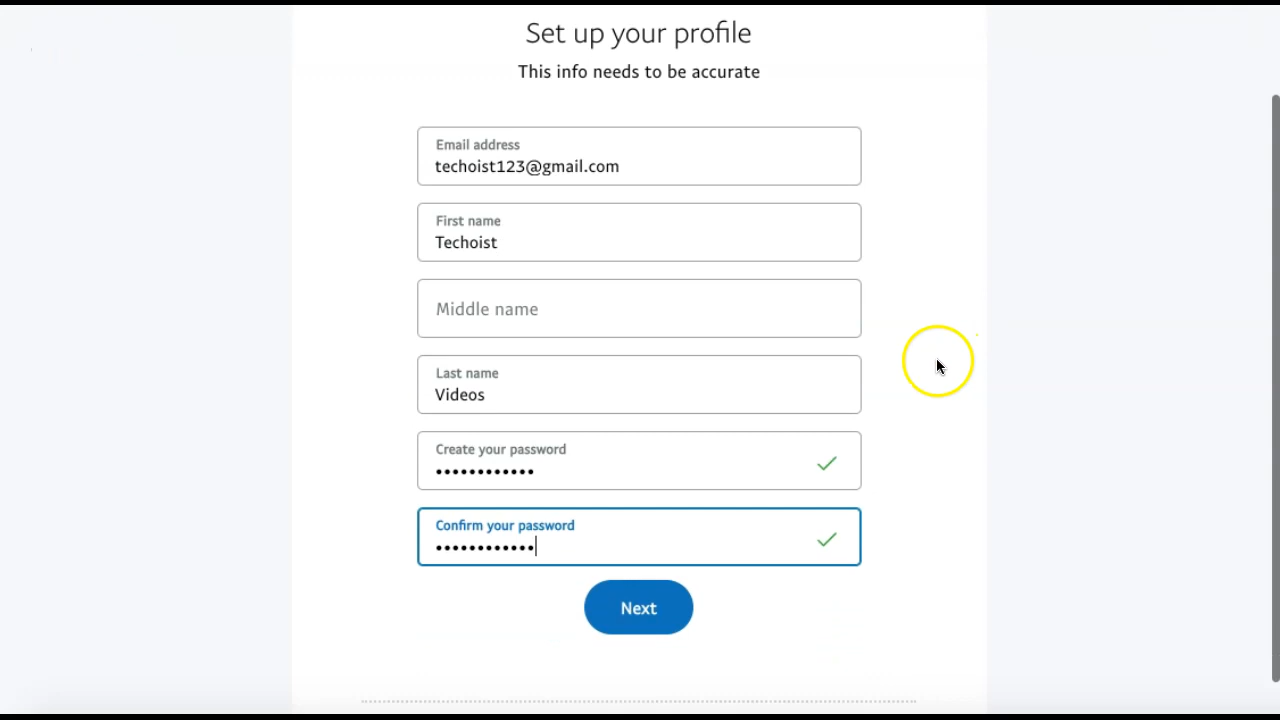 Set up your profile
This info needs to be accurate
Email address
techoist123@gmail.com
First name
Techoist
Middle name
Last name
Videos
Create your password
••••••••••••
Confirm your password
••••••••••••
Next